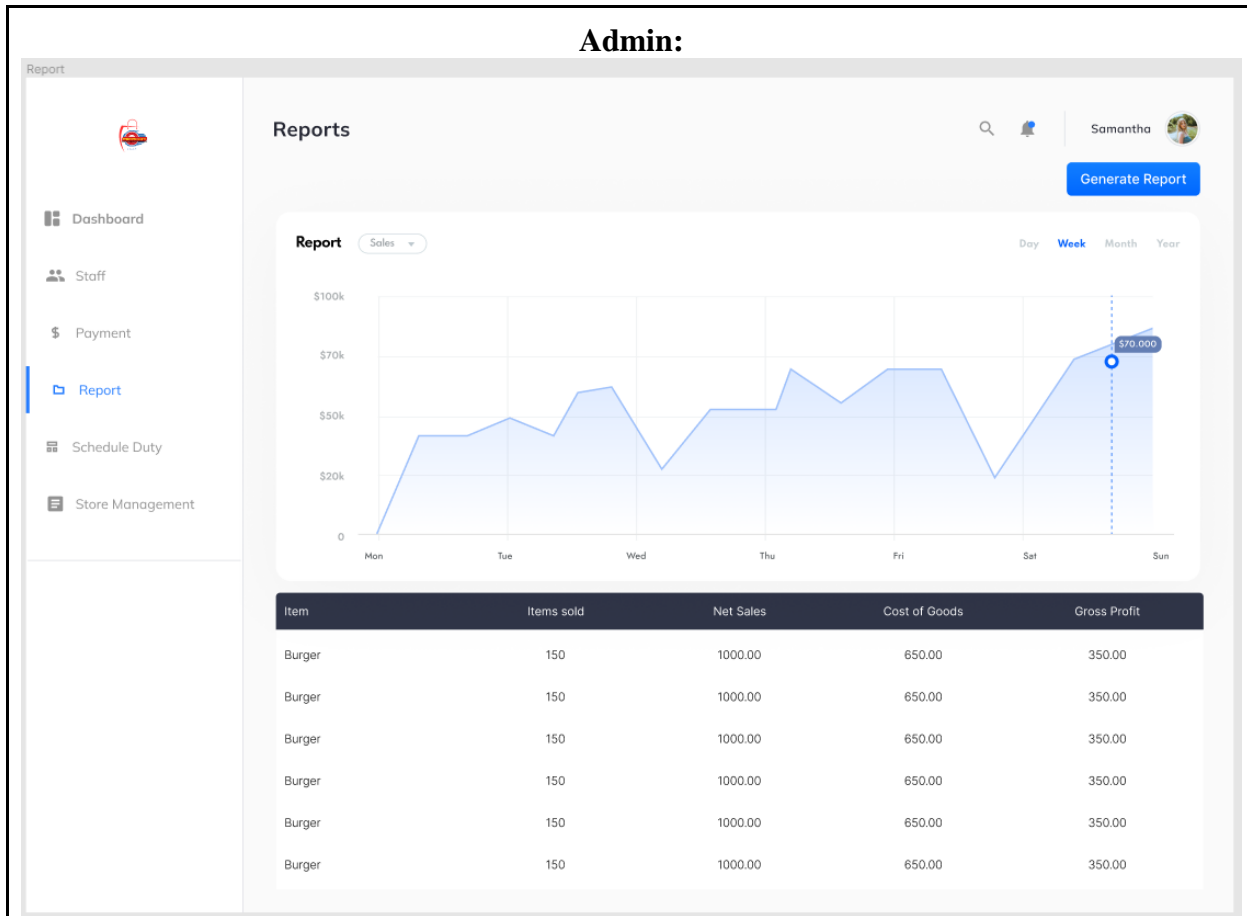 Admin:
Report
Reports
Samantha
Generate Report
Dashboard
Staff
Payment
Report
Schedule Duty
Store Management
Report Sales
Day Week Month Year
$100k
$70k
$50k
$20k
0
$70.000
Mon Tue Wed Thu Fri Sat Sun
Item Items sold Net Sales Cost of Goods Gross Profit
Burger 150 1000.00 650.00 350.00
Burger 150 1000.00 650.00 350.00
Burger 150 1000.00 650.00 350.00
Burger 150 1000.00 650.00 350.00
Burger 150 1000.00 650.00 350.00
Burger 150 1000.00 650.00 350.00